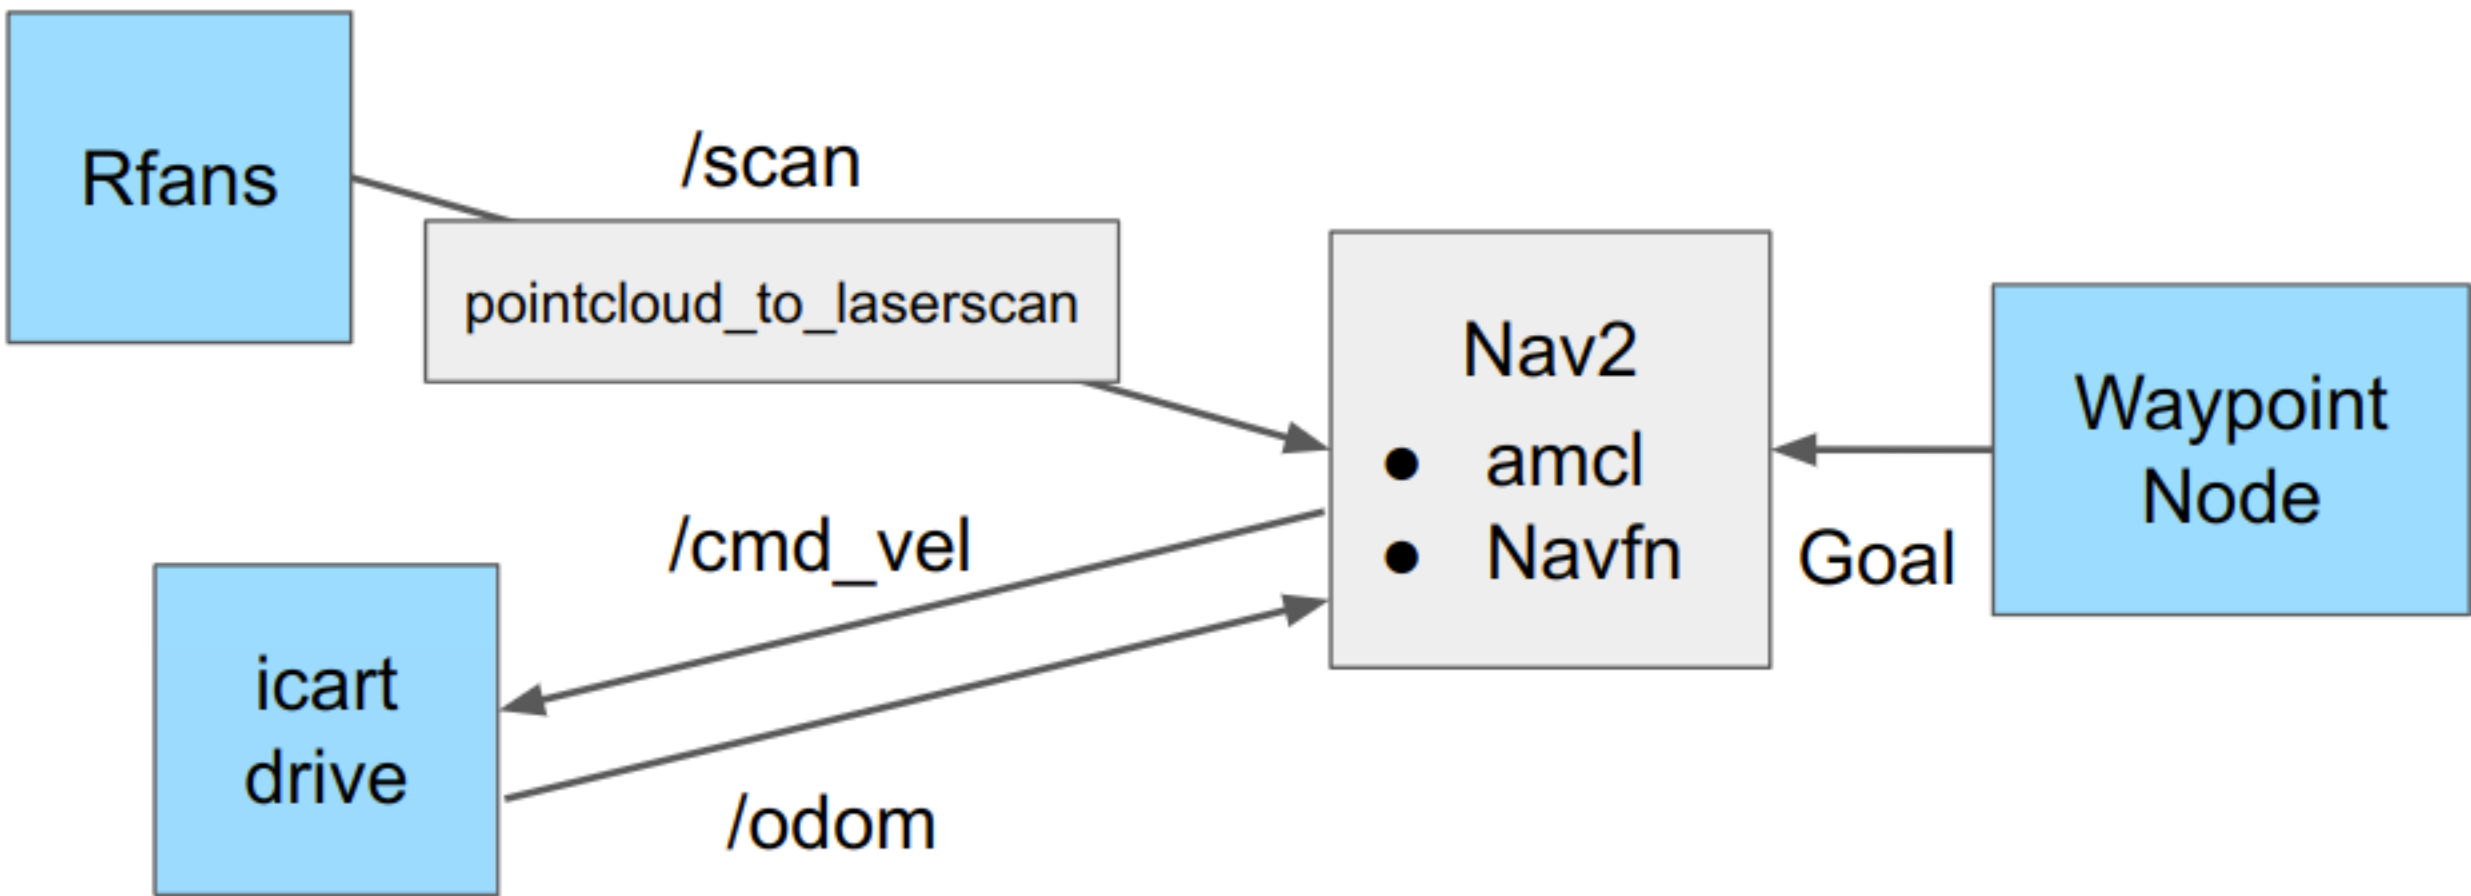 Rfans
/scan
pointcloud_to_laserscan
Nav2
● amcl
● Navfn
Waypoint
Node
Goal
/cmd_vel
icart
drive
/odom